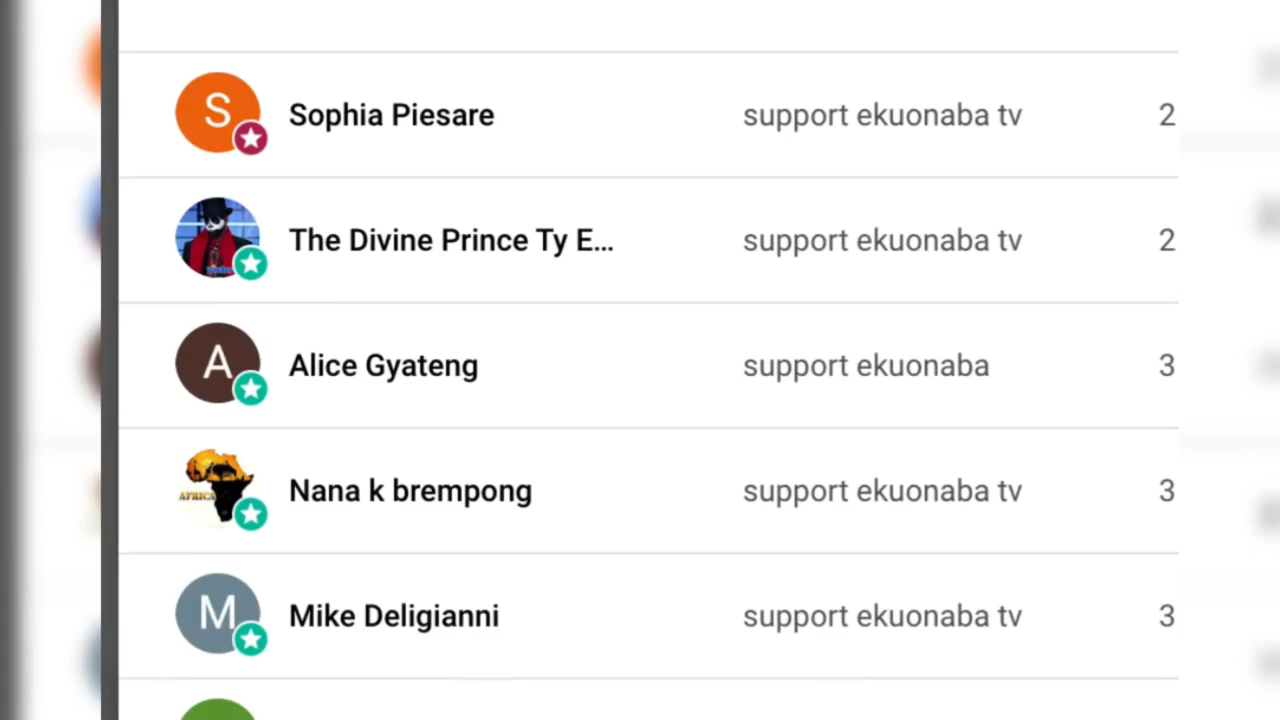 S Sophia Piesare support ekuonaba tv 2
The Divine Prince Ty E... support ekuonaba tv 2
A Alice Gyateng support ekuonaba 3
AFRICA Nana k brempong support ekuonaba tv 3
M Mike Deligianni support ekuonaba tv 3